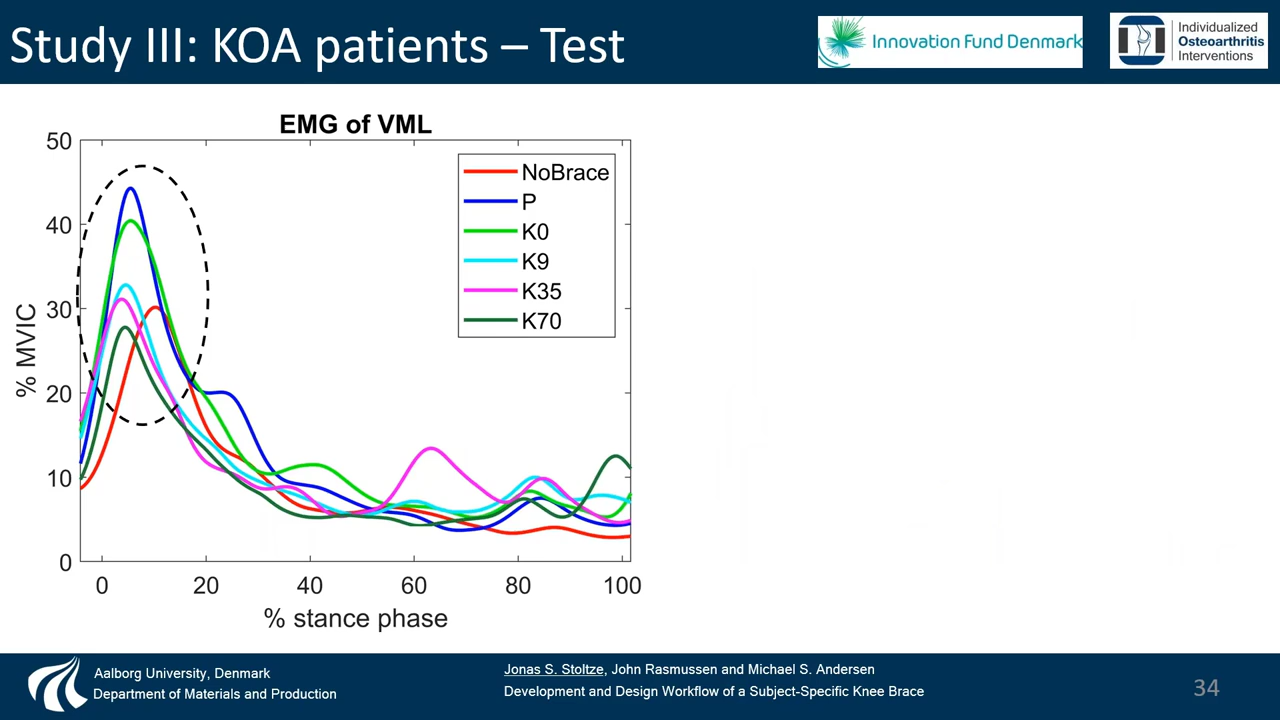 Study III: KOA patients – Test
Innovation Fund Denmark
Individualized
Osteoarthritis
Interventions
EMG of VML
50
40
30
20
10
0
% MVIC
NoBrace
P
K0
K9
K35
K70
0 20 40 60 80 100
% stance phase
Aalborg University, Denmark
Department of Materials and Production
Jonas S. Stoltze, John Rasmussen and Michael S. Andersen
Development and Design Workflow of a Subject-Specific Knee Brace
34